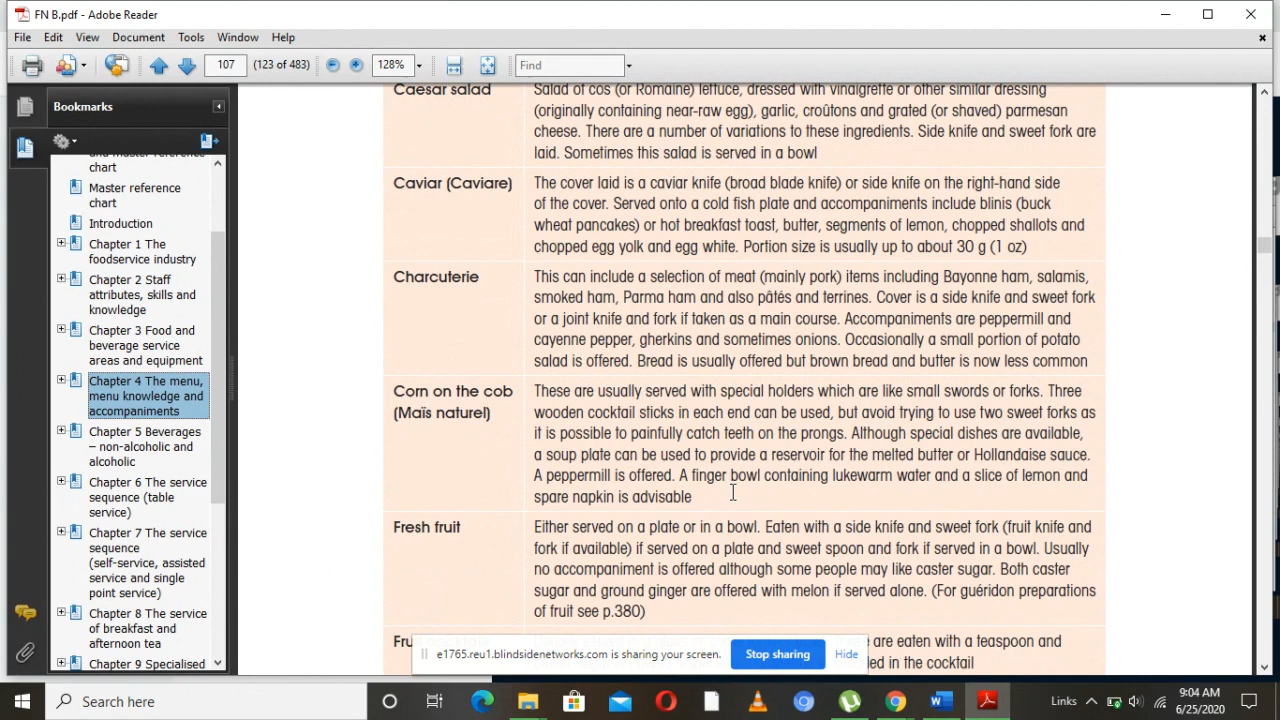 FN B.pdf - Adobe Reader
File Edit View Document Tools Window Help
107 (123 of 483) 128% Find
Bookmarks
and master reference
chart
Master reference
chart
Introduction
Chapter 1 The
foodservice industry
Chapter 2 Staff
attributes, skills and
knowledge
Chapter 3 Food and
beverage service
areas and equipment
Chapter 4 The menu,
menu knowledge and
accompaniments
Chapter 5 Beverages
– non-alcoholic and
alcoholic
Chapter 6 The service
sequence (table
service)
Chapter 7 The service
sequence
(self-service, assisted
service and single
point service)
Chapter 8 The service
of breakfast and
afternoon tea
Chapter 9 Specialised
Caesar salad
Salad of cos (or Romaine) lettuce, dressed with vinaigrette or other similar dressing
(originally containing near-raw egg), garlic, croûtons and grated (or shaved) parmesan
cheese. There are a number of variations to these ingredients. Side knife and sweet fork are
laid. Sometimes this salad is served in a bowl
Caviar (Caviare)
The cover laid is a caviar knife (broad blade knife) or side knife on the right-hand side
of the cover. Served onto a cold fish plate and accompaniments include blinis (buck
wheat pancakes) or hot breakfast toast, butter, segments of lemon, chopped shallots and
chopped egg yolk and egg white. Portion size is usually up to about 30 g (1 oz)
Charcuterie
This can include a selection of meat (mainly pork) items including Bayonne ham, salamis,
smoked ham, Parma ham and also pâtés and terrines. Cover is a side knife and sweet fork
or a joint knife and fork if taken as a main course. Accompaniments are peppermill and
cayenne pepper, gherkins and sometimes onions. Occasionally a small portion of potato
salad is offered. Bread is usually offered but brown bread and butter is now less common
Corn on the cob
(Maïs naturel)
These are usually served with special holders which are like small swords or forks. Three
wooden cocktail sticks in each end can be used, but avoid trying to use two sweet forks as
it is possible to painfully catch teeth on the prongs. Although special dishes are available,
a soup plate can be used to provide a reservoir for the melted butter or Hollandaise sauce.
A peppermill is offered. A finger bowl containing lukewarm water and a slice of lemon and
spare napkin is advisable
Fresh fruit
Either served on a plate or in a bowl. Eaten with a side knife and sweet fork (fruit knife and
fork if available) if served on a plate and sweet spoon and fork if served in a bowl. Usually
no accompaniment is offered although some people may like caster sugar. Both caster
sugar and ground ginger are offered with melon if served alone. (For guéridon preparations
of fruit see p.380)
are eaten with a teaspoon and
in the cocktail
e1765.reu1.blindsidenetworks.com is sharing your screen. Stop sharing Hide
Search Links 9:04 AM
6/25/2020